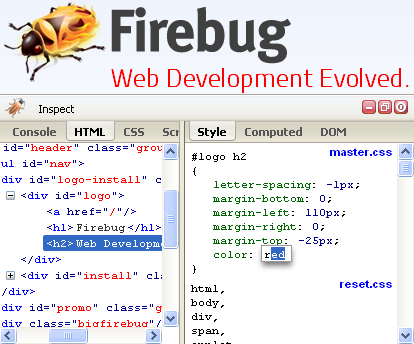 Firebug
Web Development Evolved.
Inspect
Console HTML CSS Scr
Style Computed DOM
id="header" class="grou
ul id="nav">
div id="logo-install" c
<div id="logo">
<a href="/"/>
<h1>Firebug</h1>
<h2>Web Developme
</div>
<div id="install" c
/div>
div id="promo" class="g
div class="bigfirebug">
master.css
#logo h2
{
letter-spacing: -1px;
margin-bottom: 0;
margin-left: 110px;
margin-right: 0;
margin-top: -25px;
color: red
}
reset.css
html,
body,
div,
span,